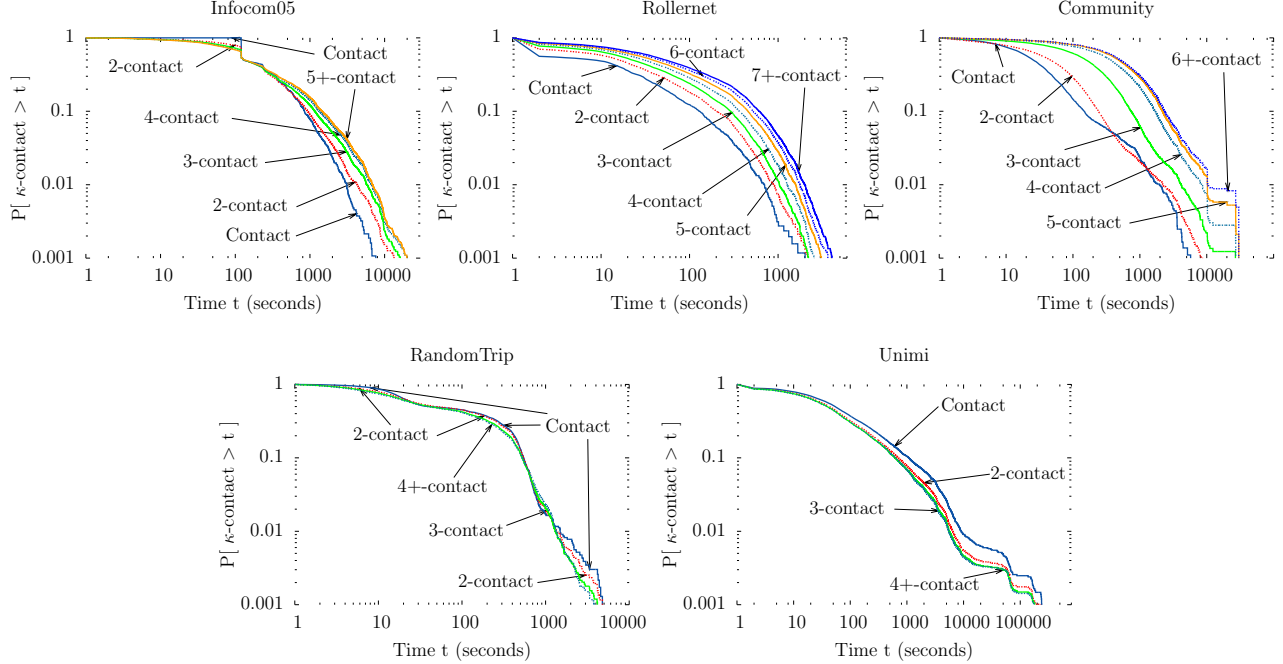 Infocom05
P[ κ-contact > t ]
1
0.1
0.01
0.001
1
10
100
1000
10000
Time t (seconds)
Contact
2-contact
5+-contact
4-contact
3-contact
2-contact
Contact
Rollernet
P[ κ-contact > t ]
1
0.1
0.01
0.001
1
10
100
1000
Time t (seconds)
6-contact
7+-contact
Contact
2-contact
3-contact
4-contact
5-contact
Community
P[ κ-contact > t ]
1
0.1
0.01
0.001
1
10
100
1000
10000
Time t (seconds)
6+-contact
Contact
2-contact
3-contact
4-contact
5-contact
RandomTrip
P[ κ-contact > t ]
1
0.1
0.01
0.001
1
10
100
1000
10000
Time t (seconds)
Contact
2-contact
4+-contact
3-contact
2-contact
Unimi
P[ κ-contact > t ]
1
0.1
0.01
0.001
1
10
100
1000
10000
100000
Time t (seconds)
Contact
2-contact
3-contact
4+-contact